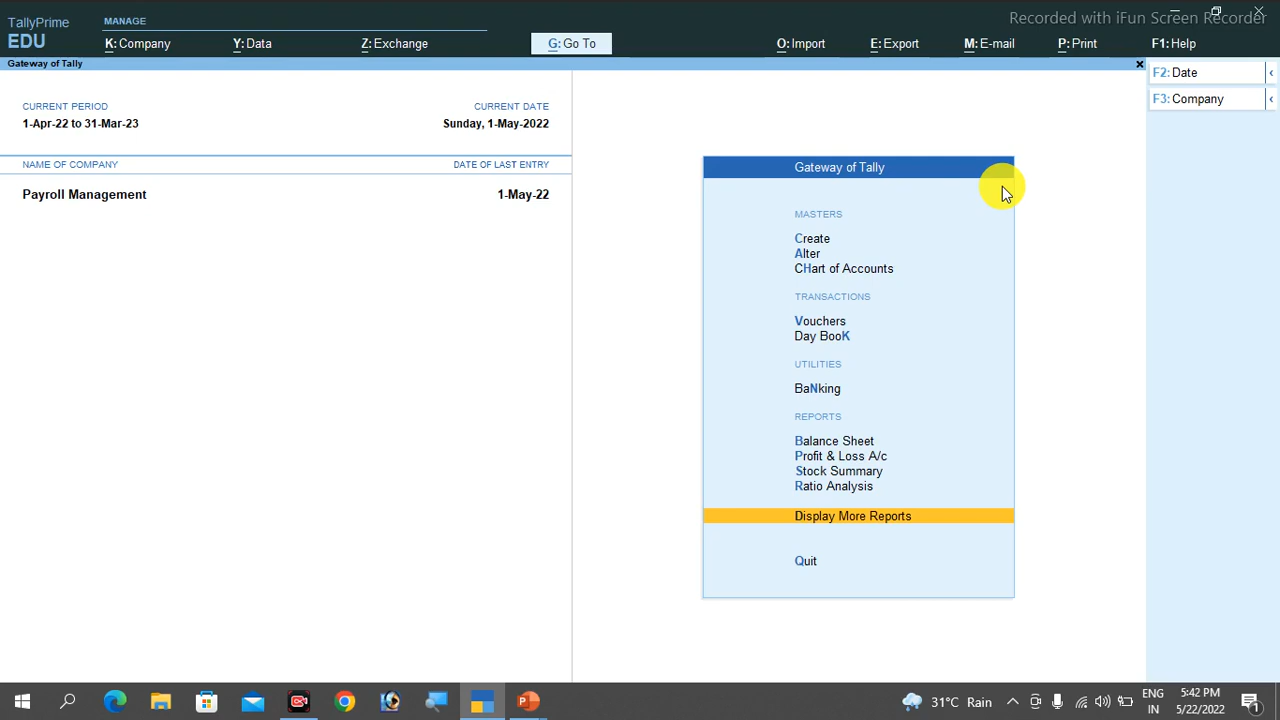 Recorded with iFun Screen Recorder
TallyPrime
EDU
MANAGE
K: Company
Y: Data
Z: Exchange
G: Go To
O: Import
E: Export
M: E-mail
P: Print
F1: Help
Gateway of Tally
F2: Date
F3: Company
CURRENT PERIOD
CURRENT DATE
1-Apr-22 to 31-Mar-23
Sunday, 1-May-2022
NAME OF COMPANY
DATE OF LAST ENTRY
Payroll Management
1-May-22
Gateway of Tally
MASTERS
Create
Alter
CHart of Accounts
TRANSACTIONS
Vouchers
Day BooK
UTILITIES
BaNking
REPORTS
Balance Sheet
Profit & Loss A/c
Stock Summary
Ratio Analysis
Display More Reports
Quit
31°C Rain
ENG
IN
5:42 PM
5/22/2022
1